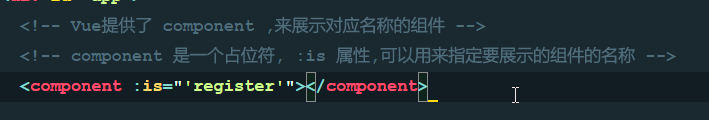 <!-- Vue提供了 component ,来展示对应名称的组件 -->
<!-- component 是一个占位符, :is 属性,可以用来指定要展示的组件的名称 -->
<component :is="'register'"></component>